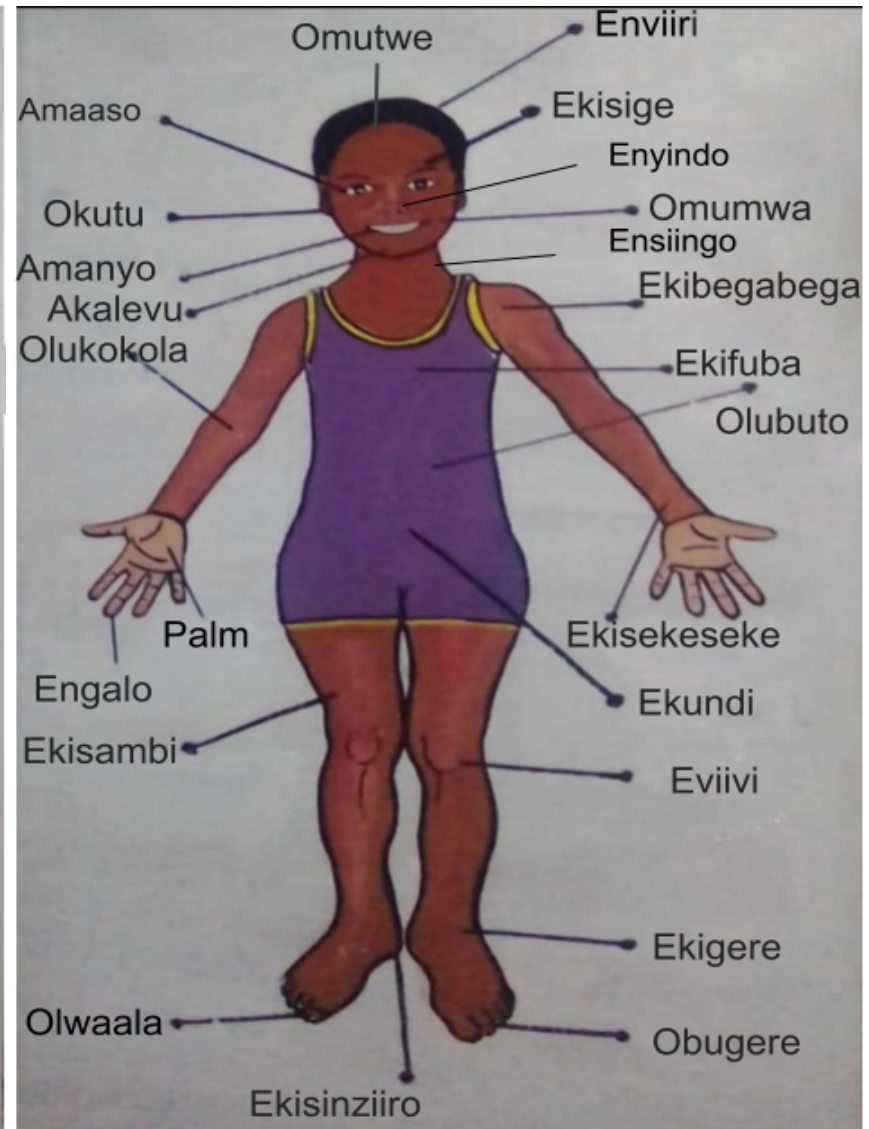 Omutwe
Enviiri
Amaaso
Ekisige
Enyindo
Okutu
Omumwa
Ensiingo
Amanyo
Ekibegabega
Akalevu
Olukokola
Ekifuba
Olubuto
Palm
Ekisekeseke
Engalo
Ekundi
Ekisambi
Eviivi
Ekigere
Olwaala
Obugere
Ekisinziiro